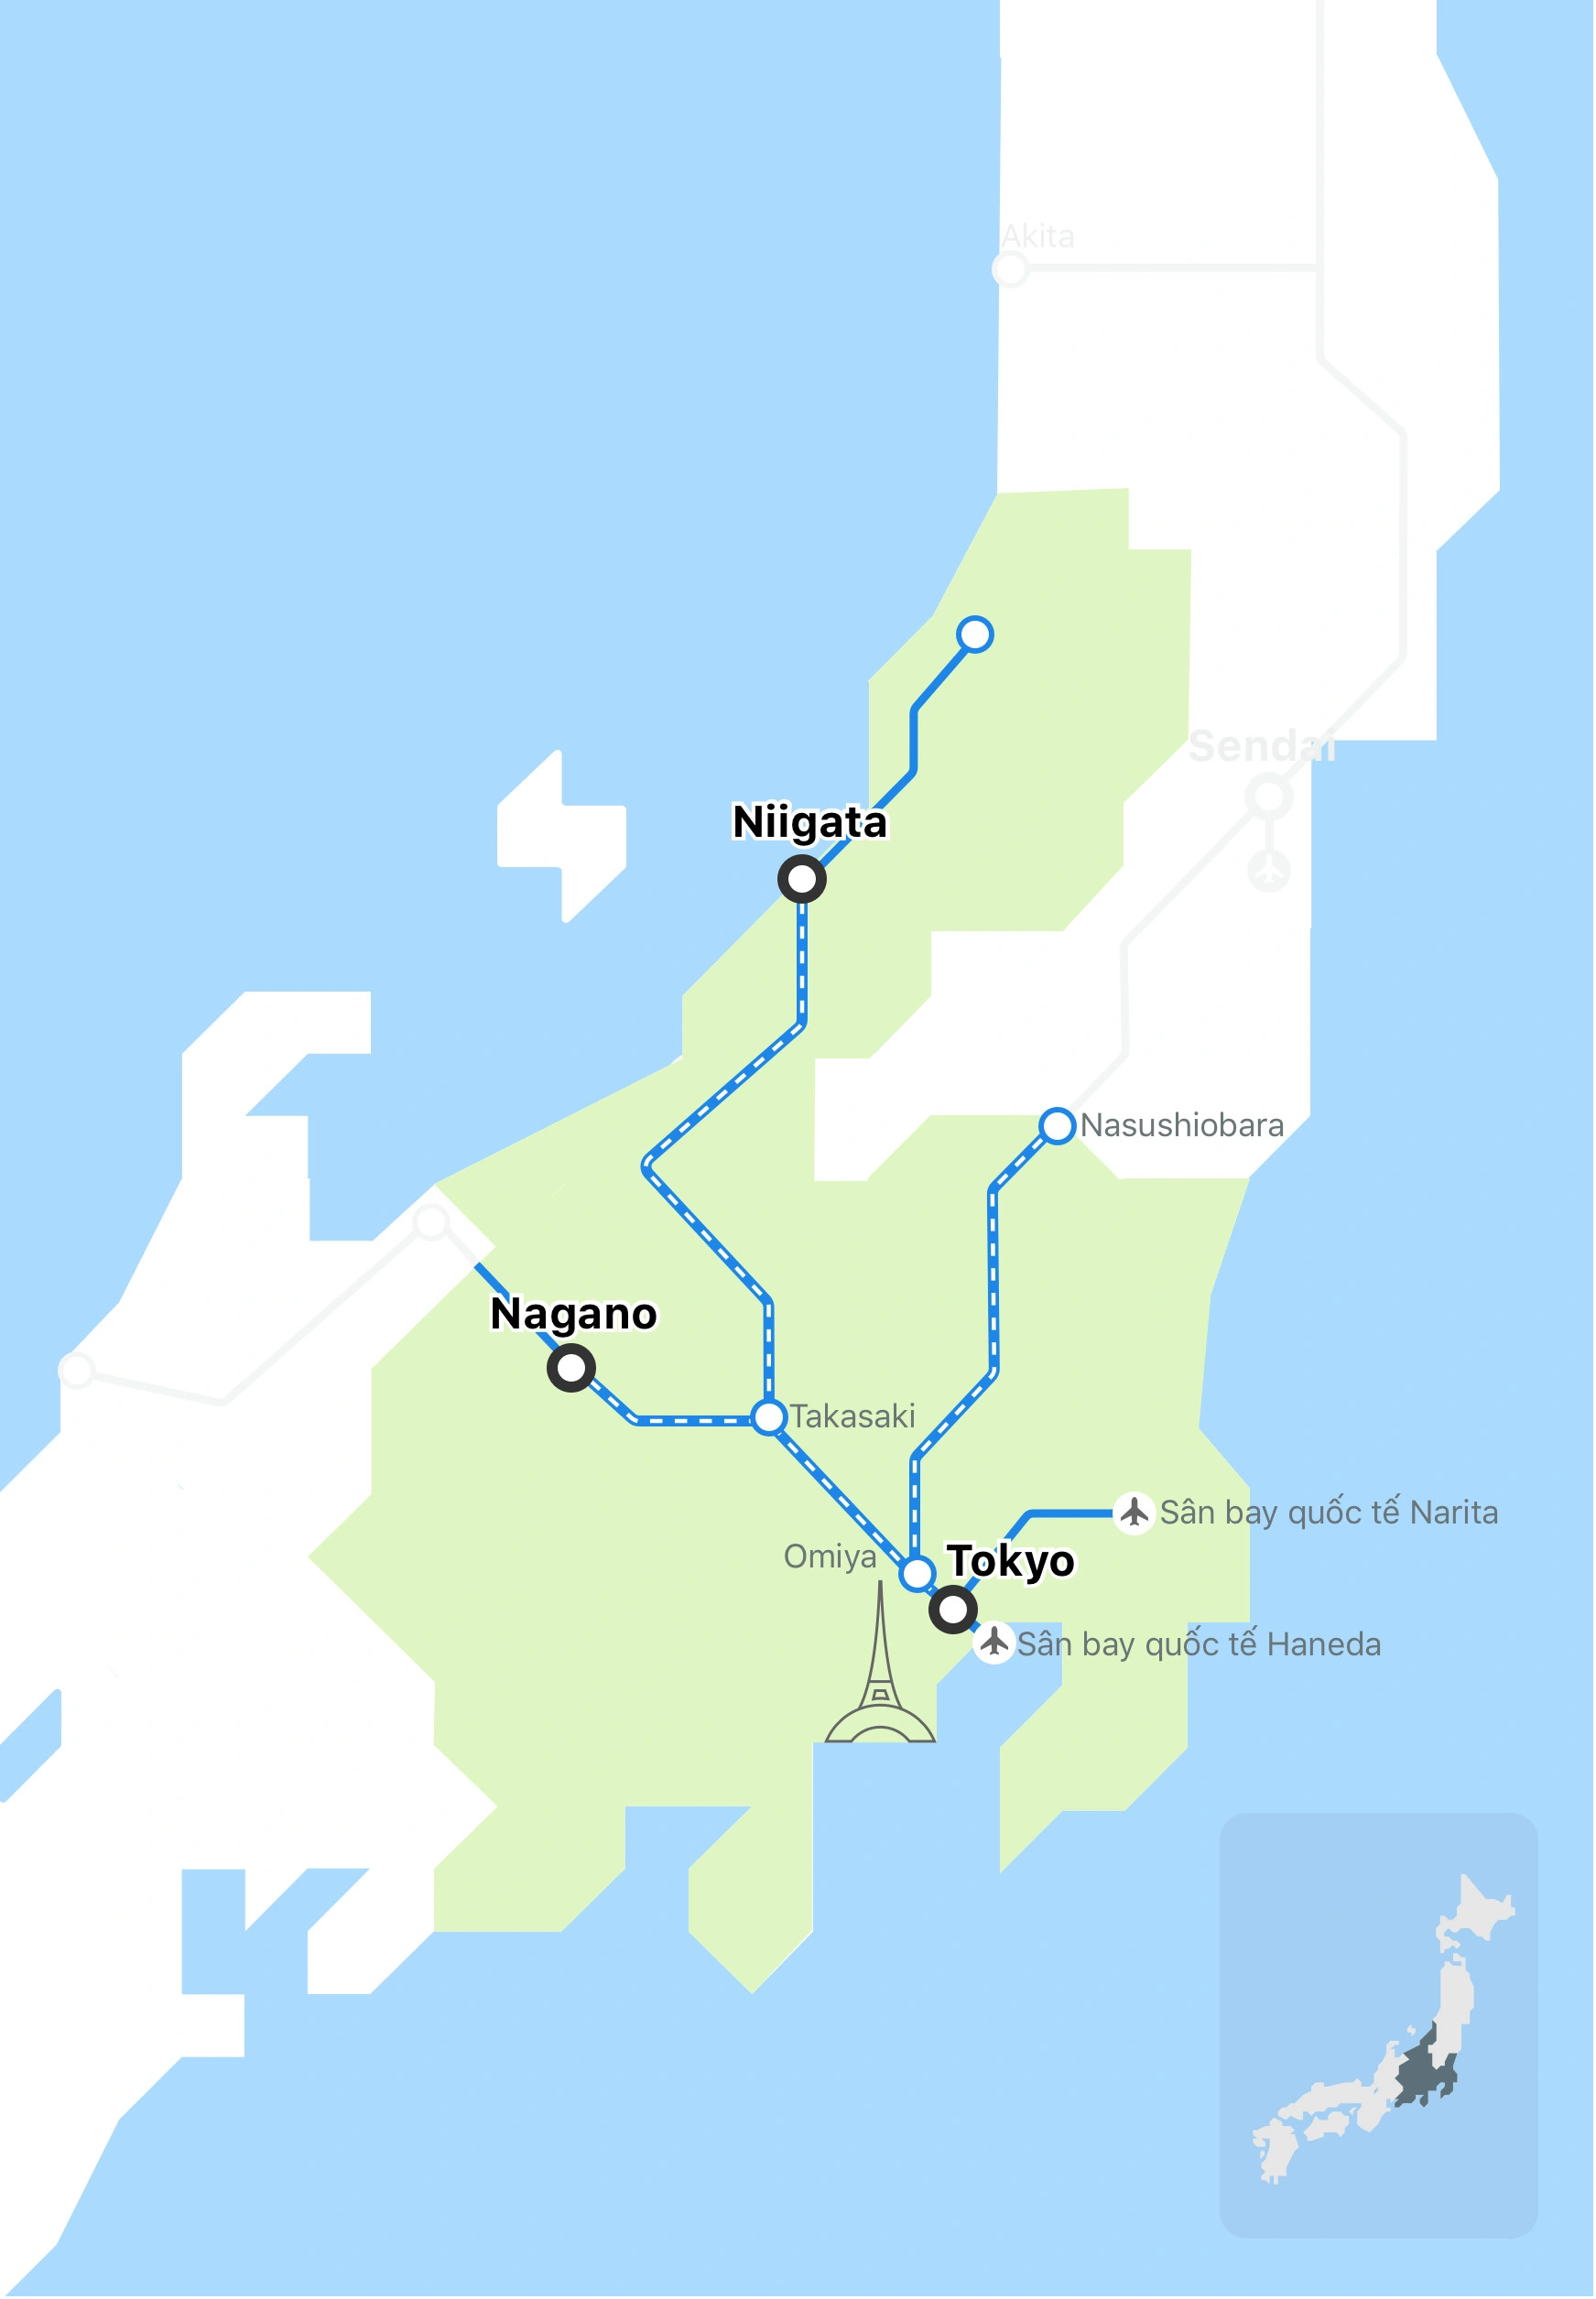 Akita
Sendai
Niigata
Nasushiobara
Nagano
Takasaki
Sân bay quốc tế Narita
Omiya
Tokyo
Sân bay quốc tế Haneda